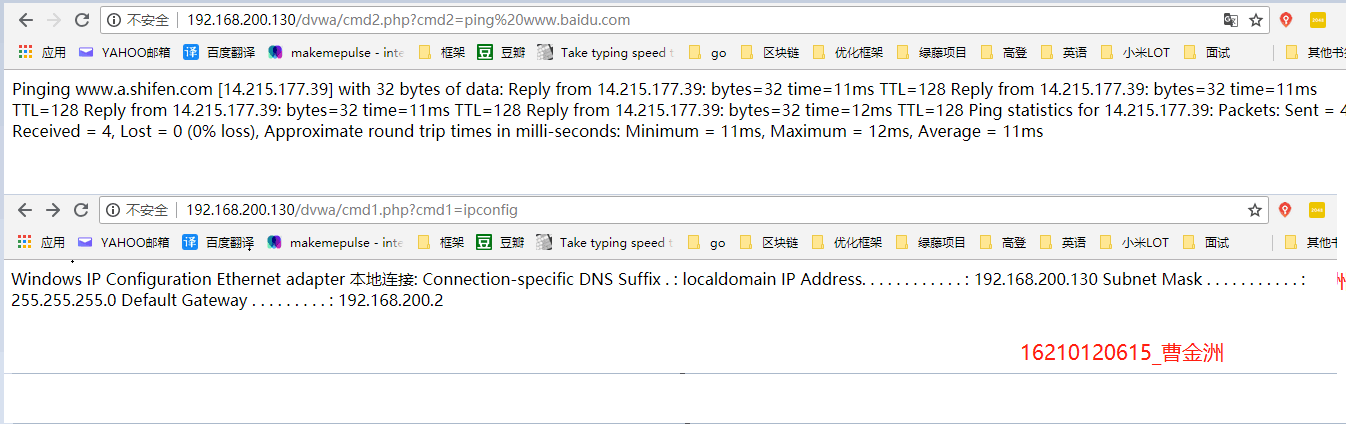 不安全 192.168.200.130/dvwa/cmd2.php?cmd2=ping%20www.baidu.com
应用 YAHOO邮箱 译 百度翻译 makemepulse - inte 框架 豆 豆瓣 Take typing speed t go 区块链 优化框架 绿藤项目 高登 英语 小米LOT 面试 其他书
Pinging www.a.shifen.com [14.215.177.39] with 32 bytes of data: Reply from 14.215.177.39: bytes=32 time=11ms TTL=128 Reply from 14.215.177.39: bytes=32 time=11ms
TTL=128 Reply from 14.215.177.39: bytes=32 time=11ms TTL=128 Reply from 14.215.177.39: bytes=32 time=12ms TTL=128 Ping statistics for 14.215.177.39: Packets: Sent = 4
Received = 4, Lost = 0 (0% loss), Approximate round trip times in milli-seconds: Minimum = 11ms, Maximum = 12ms, Average = 11ms
不安全 192.168.200.130/dvwa/cmd1.php?cmd1=ipconfig
应用 YAHOO邮箱 译 百度翻译 makemepulse - inte 框架 豆 豆瓣 Take typing speed t go 区块链 优化框架 绿藤项目 高登 英语 小米LOT 面试 其他
Windows IP Configuration Ethernet adapter 本地连接: Connection-specific DNS Suffix . : localdomain IP Address. . . . . . . . . . . . : 192.168.200.130 Subnet Mask . . . . . . . . . . . :
255.255.255.0 Default Gateway . . . . . . . . . : 192.168.200.2
16210120615_曹金洲